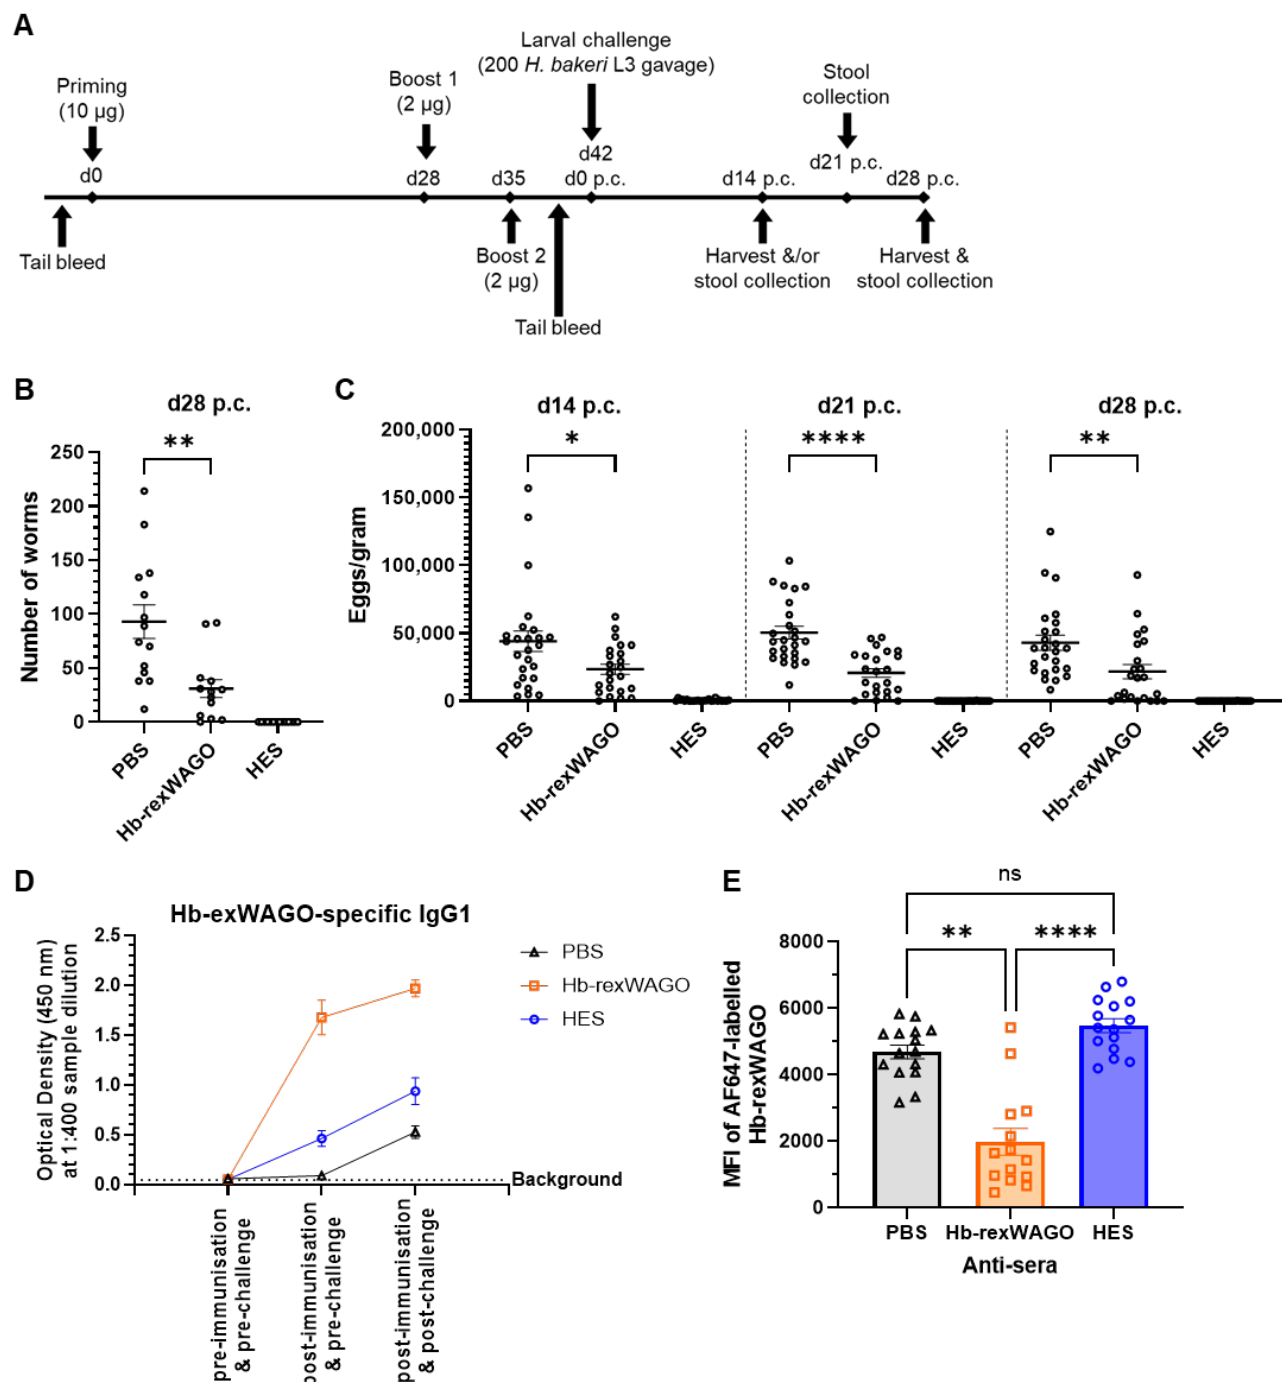 A
Priming
(10 µg)
d0
Tail bleed
Boost 1
(2 µg)
d28
d35
Boost 2
(2 µg)
Tail bleed
Larval challenge
(200 H. bakeri L3 gavage)
d42
d0 p.c.
d14 p.c.
Harvest &/or
stool collection
Stool
collection
d21 p.c.
d28 p.c.
Harvest &
stool collection
B
d28 p.c.
**
Number of worms
250
200
150
100
50
0
PBS
Hb-rexWAGO
HES
C
d14 p.c.
d21 p.c.
d28 p.c.
*
****
**
Eggs/gram
200,000
150,000
100,000
50,000
0
PBS
Hb-rexWAGO
HES
PBS
Hb-rexWAGO
HES
PBS
Hb-rexWAGO
HES
D
Hb-exWAGO-specific IgG1
Optical Density (450 nm)
at 1:400 sample dilution
2.5
2.0
1.5
1.0
0.5
0.0
PBS
Hb-rexWAGO
HES
Background
pre-immunisation
& pre-challenge
post-immunisation
& pre-challenge
post-immunisation
& post-challenge
E
ns
**
****
MFI of AF647-labelled
Hb-rexWAGO
8000
6000
4000
2000
0
PBS
Hb-rexWAGO
HES
Anti-sera